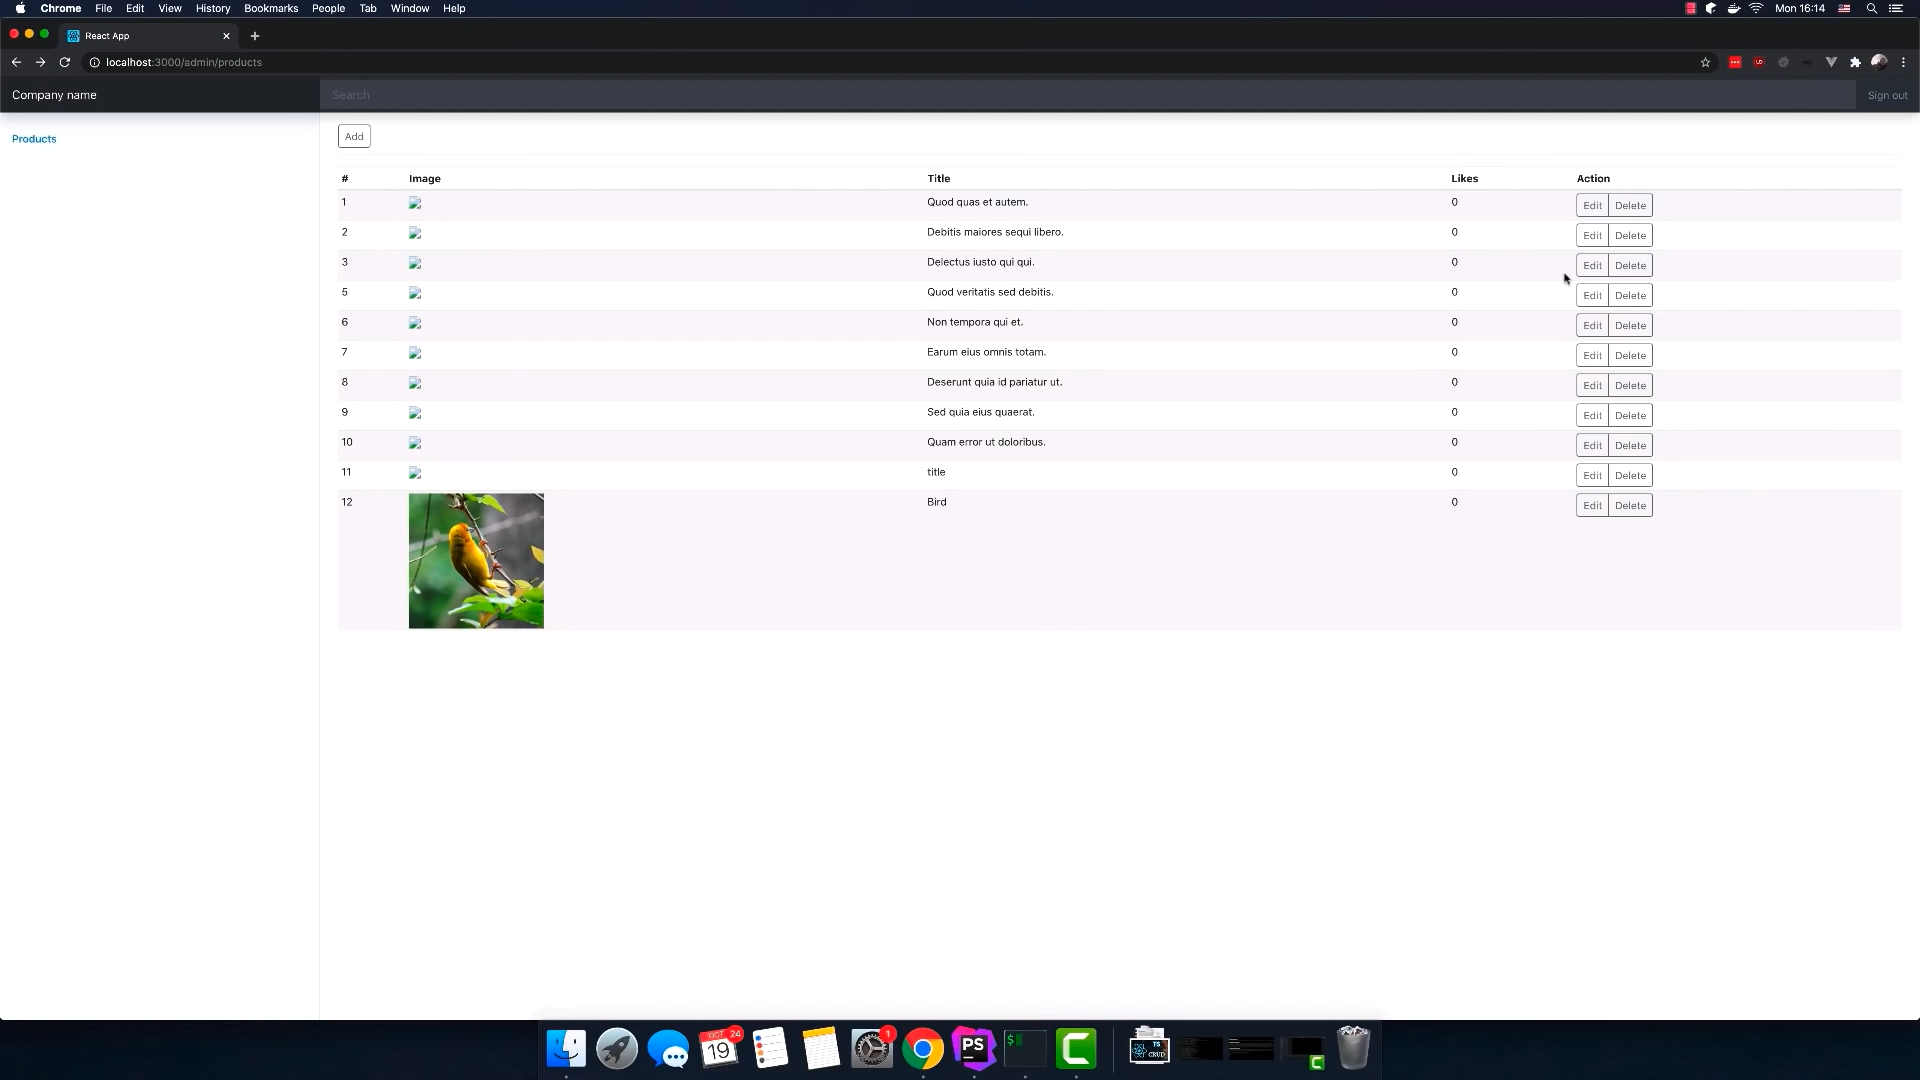 Chrome File Edit View History Bookmarks People Tab Window Help Mon 16:14
React App
localhost:3000/admin/products
Company name Search Sign out
Products
Add
# Image Title Likes Action
1 Quod quas et autem. 0 Edit Delete
2 Debitis maiores sequi libero. 0 Edit Delete
3 Delectus iusto qui qui. 0 Edit Delete
5 Quod veritatis sed debitis. 0 Edit Delete
6 Non tempora qui et. 0 Edit Delete
7 Earum eius omnis totam. 0 Edit Delete
8 Deserunt quia id pariatur ut. 0 Edit Delete
9 Sed quia eius quaerat. 0 Edit Delete
10 Quam error ut doloribus. 0 Edit Delete
11 title 0 Edit Delete
12 Bird 0 Edit Delete
OCT 24
19
1
PS
$
TS
CRUD